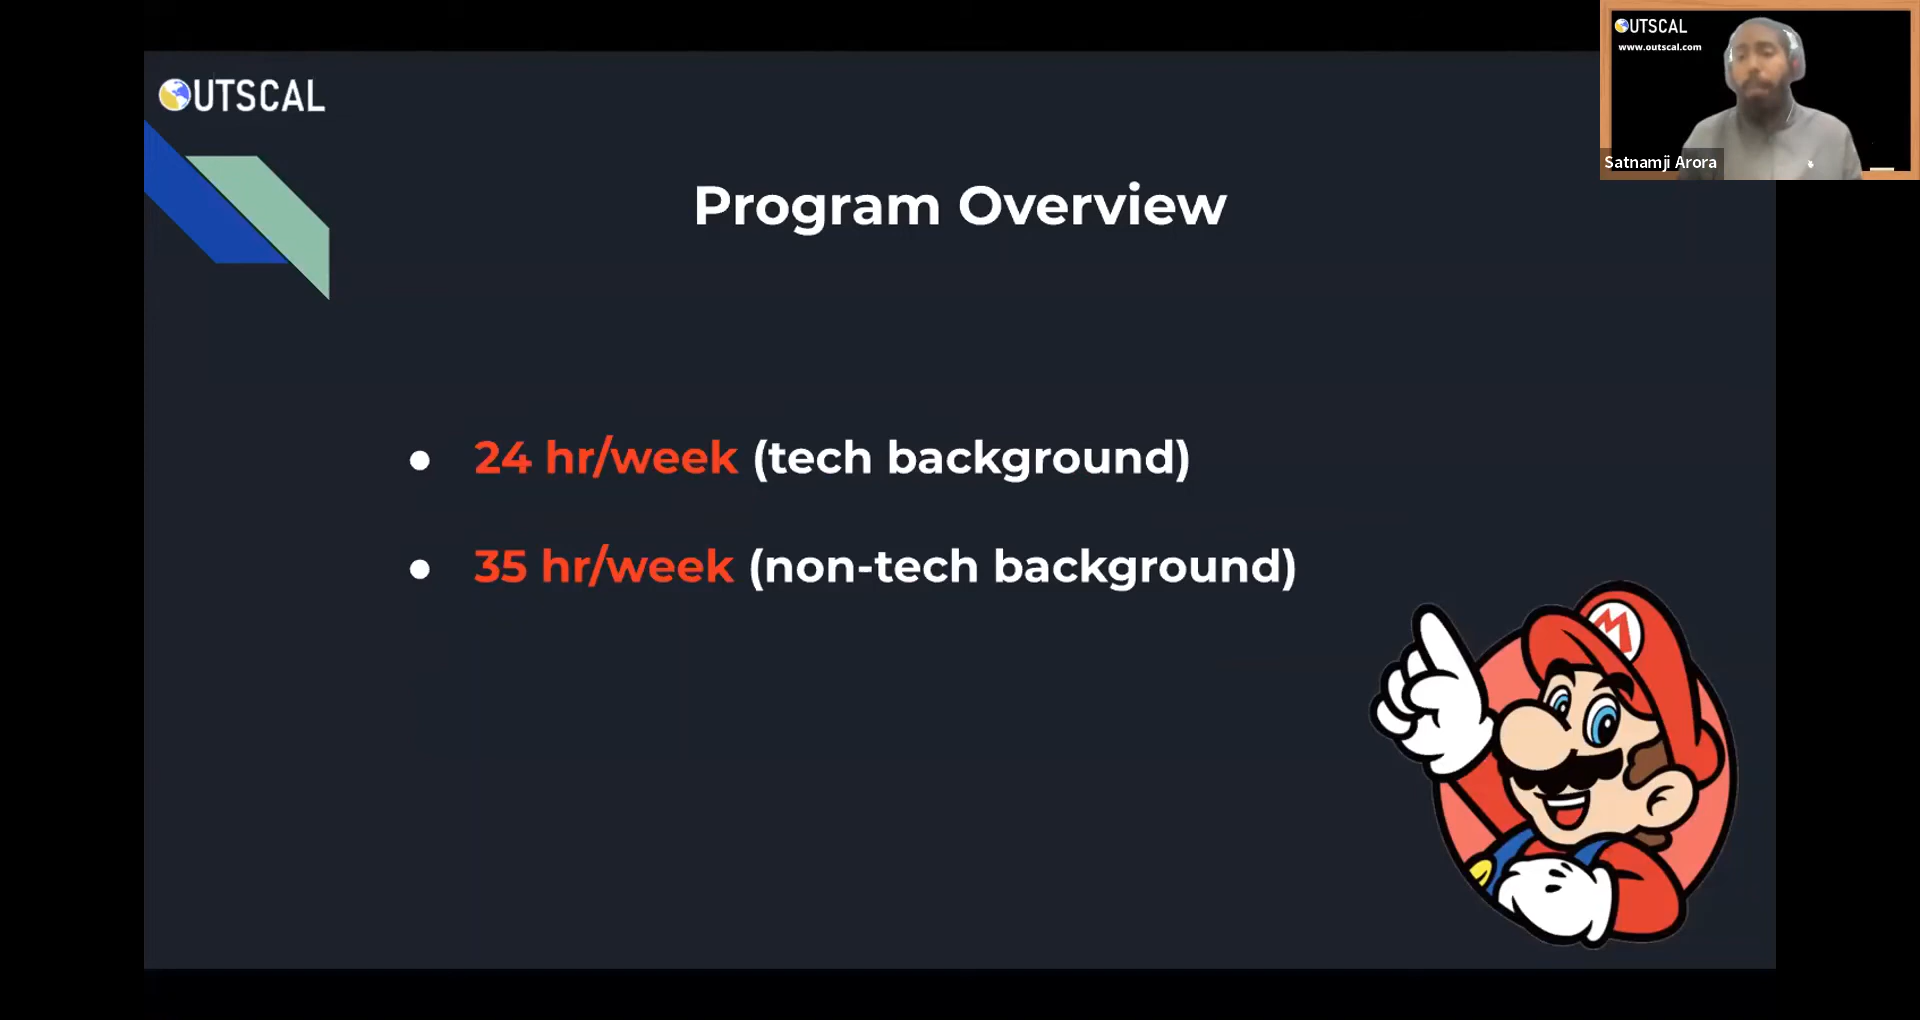 OUTSCAL
www.outscal.com
Satnamji Arora
OUTSCAL
Program Overview
● 24 hr/week (tech background)
● 35 hr/week (non-tech background)
M